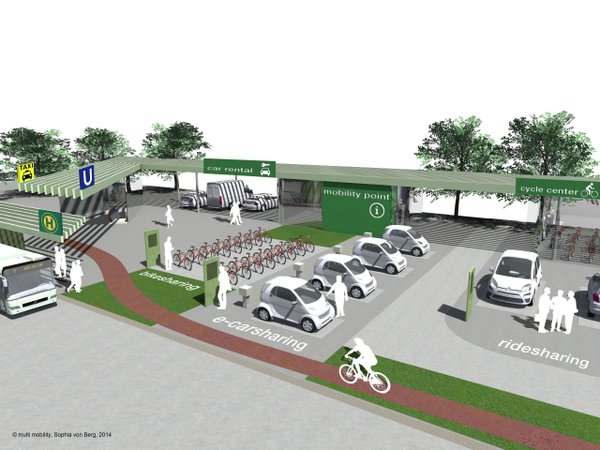 TAXI
U
H
car rental
mobility point
i
cycle center
bikesharing
e-carsharing
ridesharing
© multi mobility, Sophia von Berg, 2014